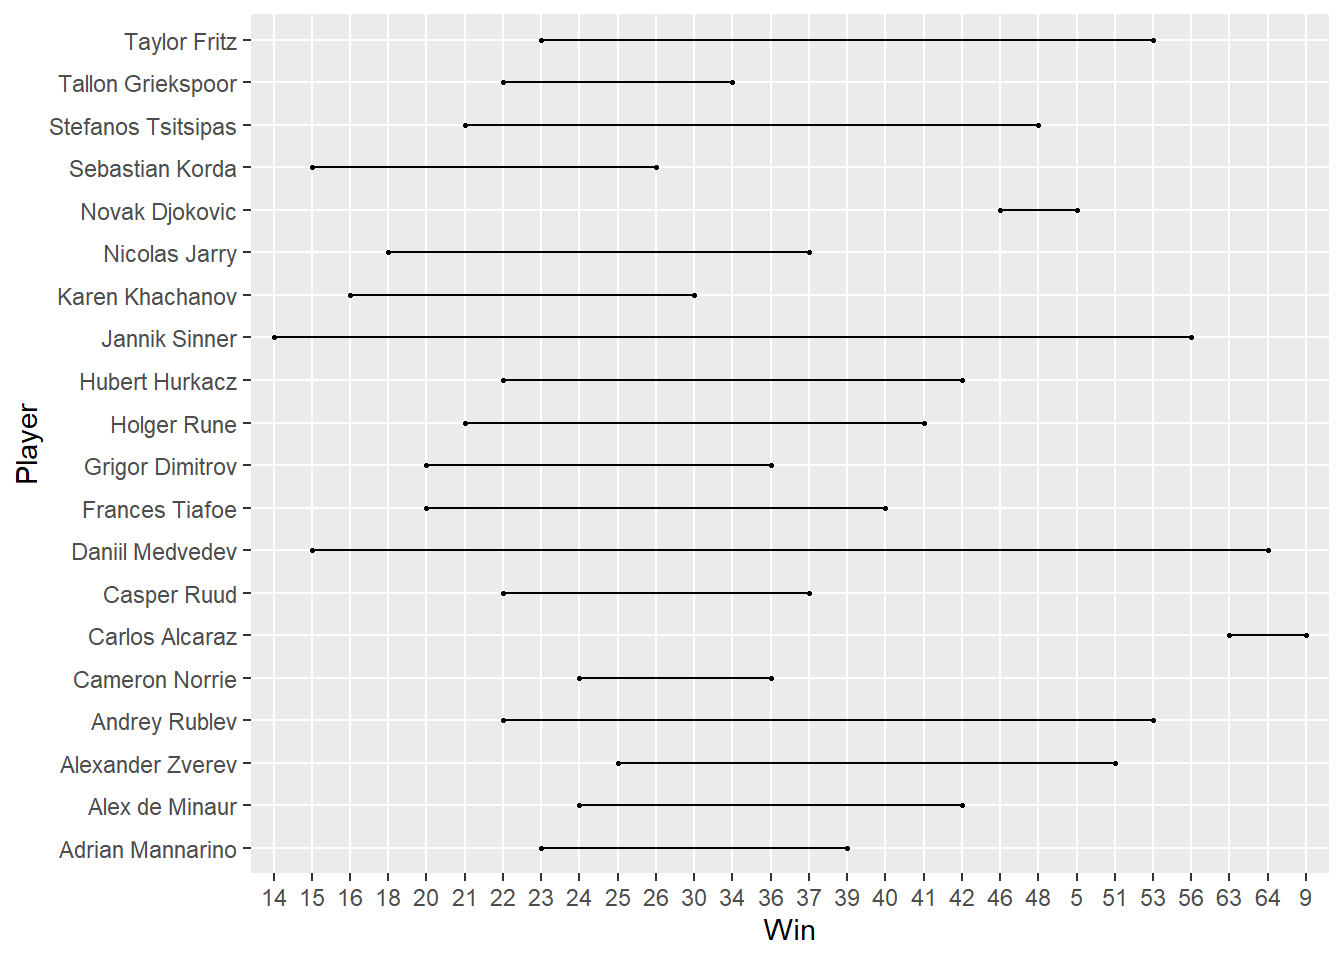 Taylor Fritz
Tallon Griekspoor
Stefanos Tsitsipas
Sebastian Korda
Novak Djokovic
Nicolas Jarry
Karen Khachanov
Jannik Sinner
Hubert Hurkacz
Holger Rune
Grigor Dimitrov
Frances Tiafoe
Daniil Medvedev
Casper Ruud
Carlos Alcaraz
Cameron Norrie
Andrey Rublev
Alexander Zverev
Alex de Minaur
Adrian Mannarino
Player
14 15 16 18 20 21 22 23 24 25 26 30 34 36 37 39 40 41 42 46 48 5 51 53 56 63 64 9
Win